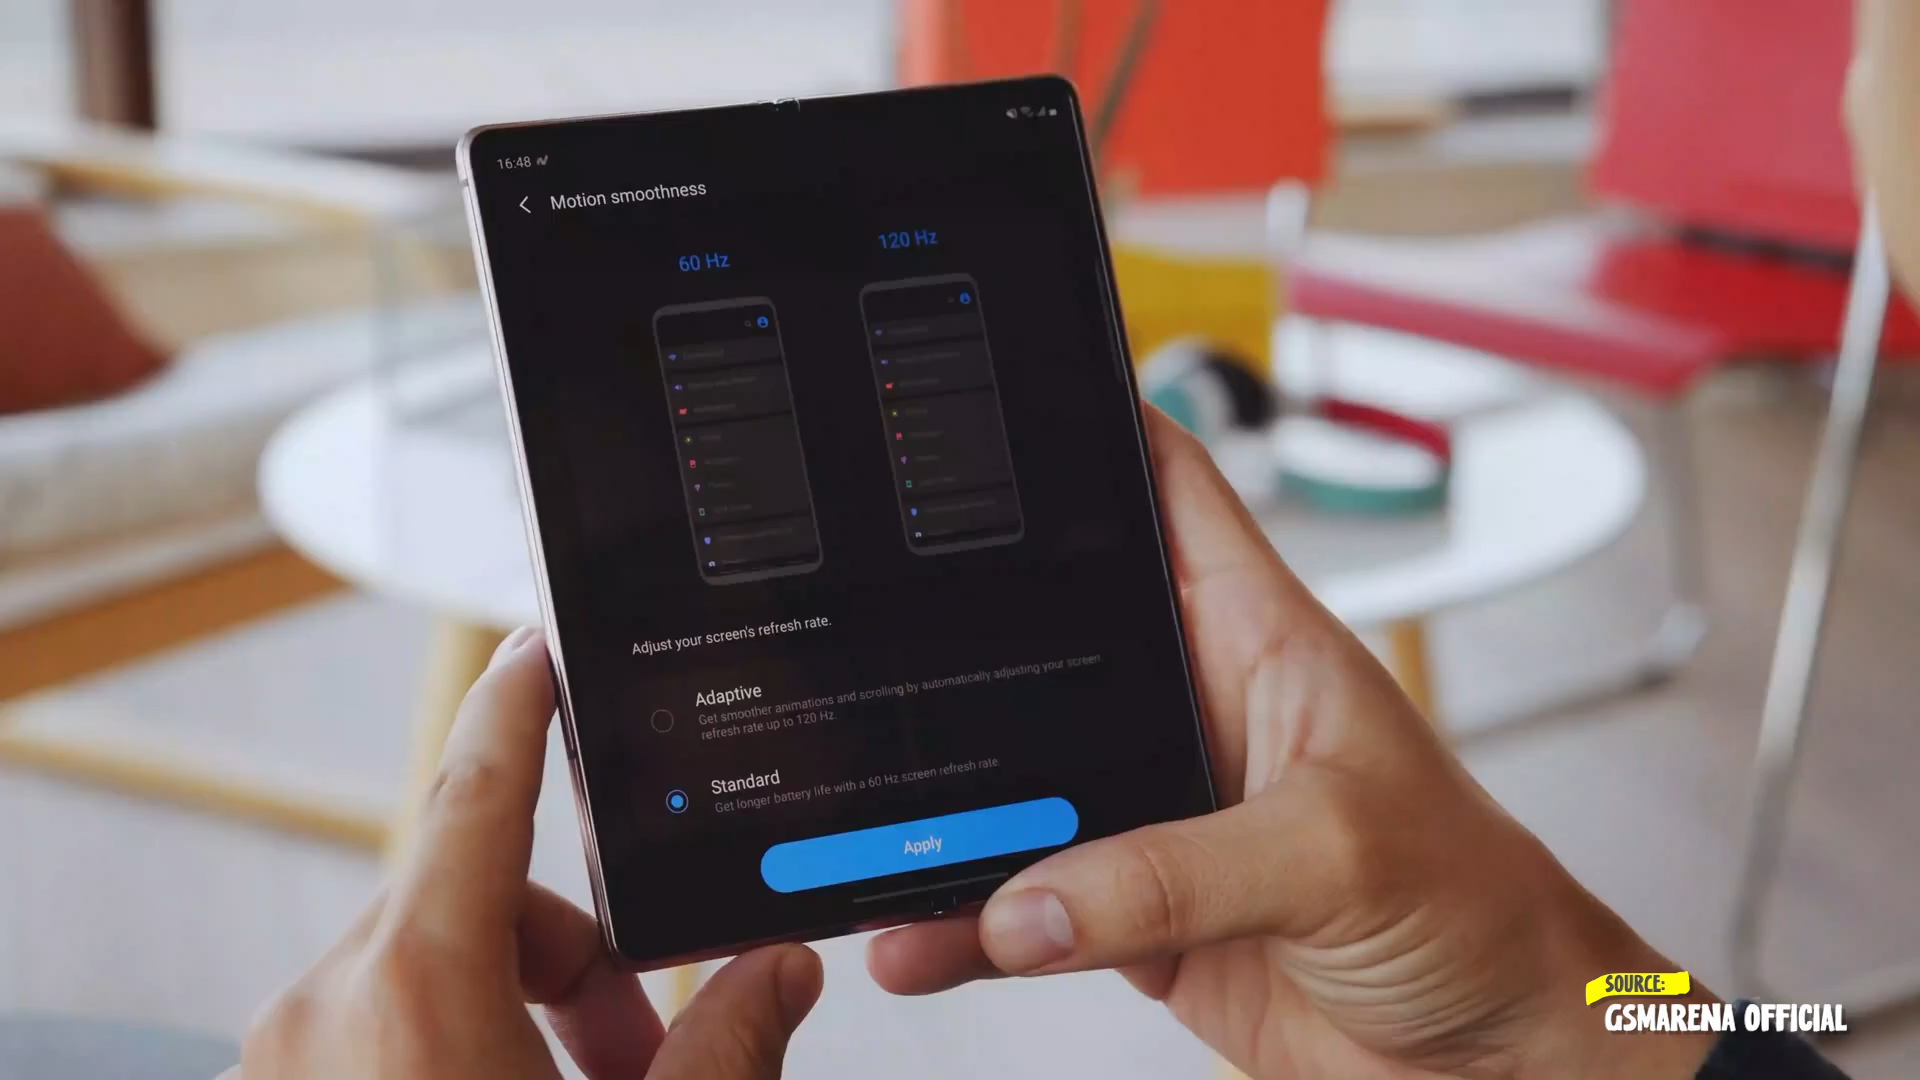 16:48
Motion smoothness
60 Hz
120 Hz
Adjust your screen's refresh rate.
Adaptive
Get smoother animations and scrolling by automatically adjusting your screen
refresh rate up to 120 Hz.
Standard
Get longer battery life with a 60 Hz screen refresh rate
Apply
SOURCE:
GSMARENA OFFICIAL